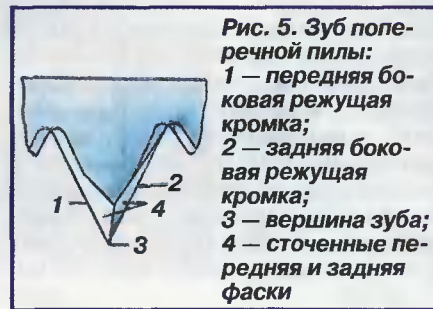 Рис. 5. Зуб попе-
речной пилы:
1 — передняя бо-
ковая режущая
кромка;
2 — задняя боко-
вая режущая
кромка;
3 — вершина зуба;
4 — сточенные пе-
редняя и задняя
фаски
1
2
4
3